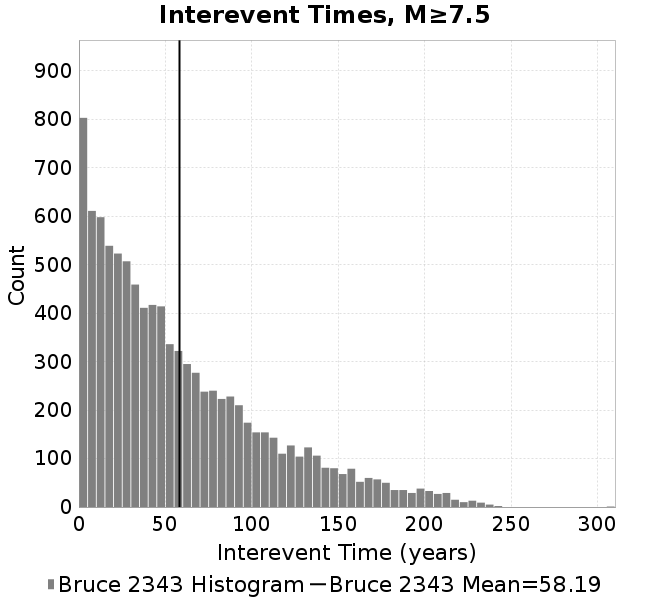 Interevent Times, M≥7.5
900
800
700
600
500
400
300
200
100
0
Count
0 50 100 150 200 250 300
Interevent Time (years)
Bruce 2343 Histogram Bruce 2343 Mean=58.19